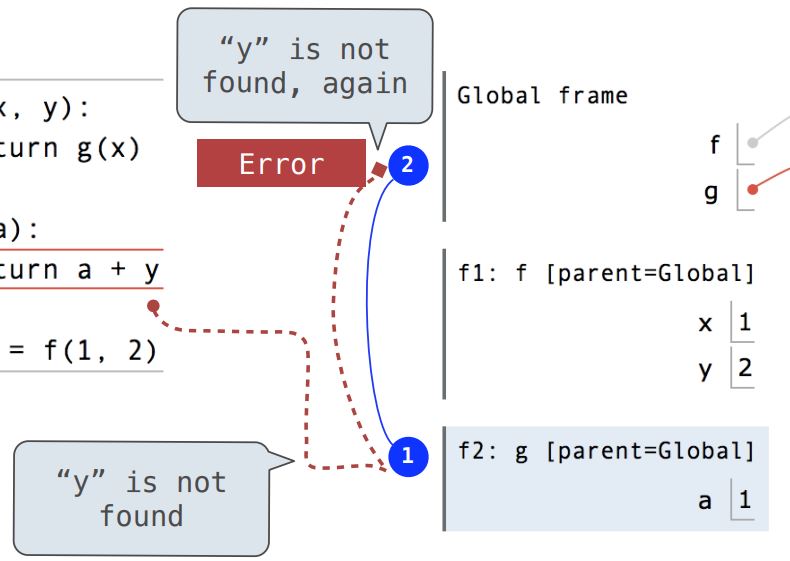 “y” is not
found, again
x, y):
turn g(x)
Error
2
Global frame
f
g
a):
turn a + y
= f(1, 2)
f1: f [parent=Global]
x 1
y 2
“y” is not
found
1
f2: g [parent=Global]
a 1